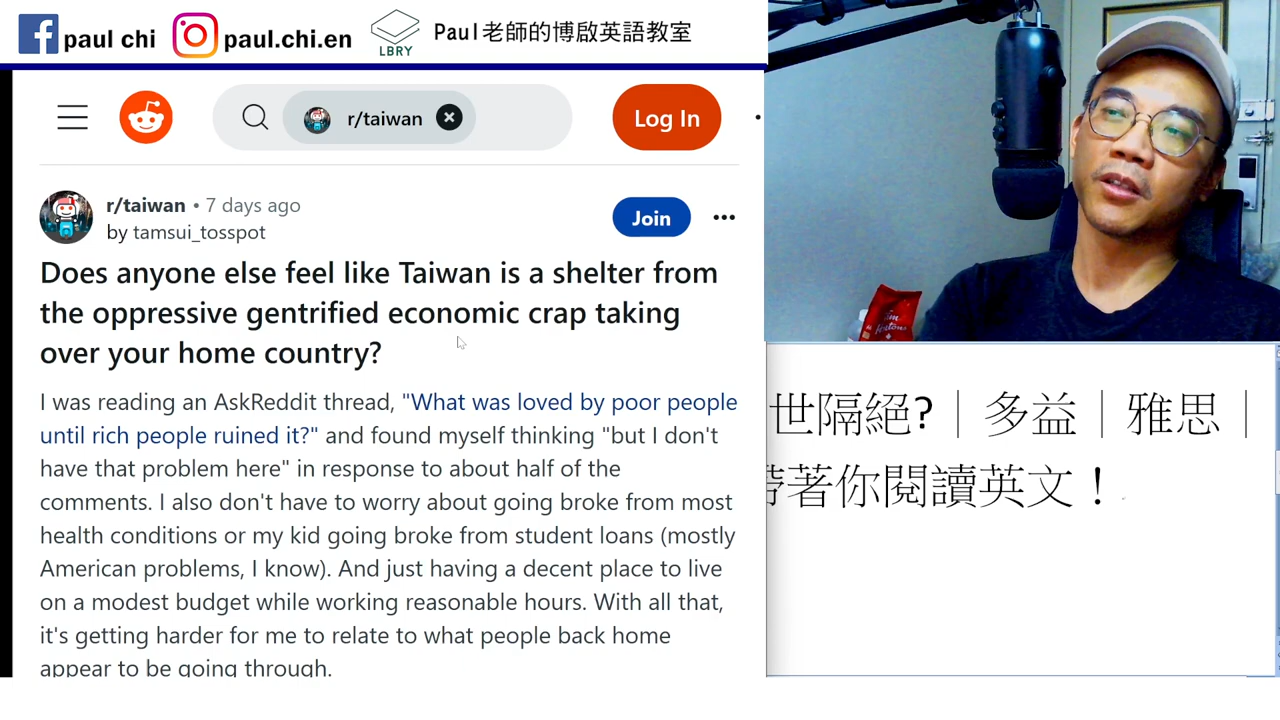 paul chi
paul.chi.en
LBRY
Paul老師的博啟英語教室
r/taiwan
Log In
r/taiwan • 7 days ago
by tamsui_tosspot
Join
Does anyone else feel like Taiwan is a shelter from
the oppressive gentrified economic crap taking
over your home country?
I was reading an AskReddit thread, "What was loved by poor people
until rich people ruined it?" and found myself thinking "but I don't
have that problem here" in response to about half of the
comments. I also don't have to worry about going broke from most
health conditions or my kid going broke from student loans (mostly
American problems, I know). And just having a decent place to live
on a modest budget while working reasonable hours. With all that,
it's getting harder for me to relate to what people back home
appear to be going through.
Tim
Hortons
世隔絕?｜多益｜雅思｜
帶著你閱讀英文！